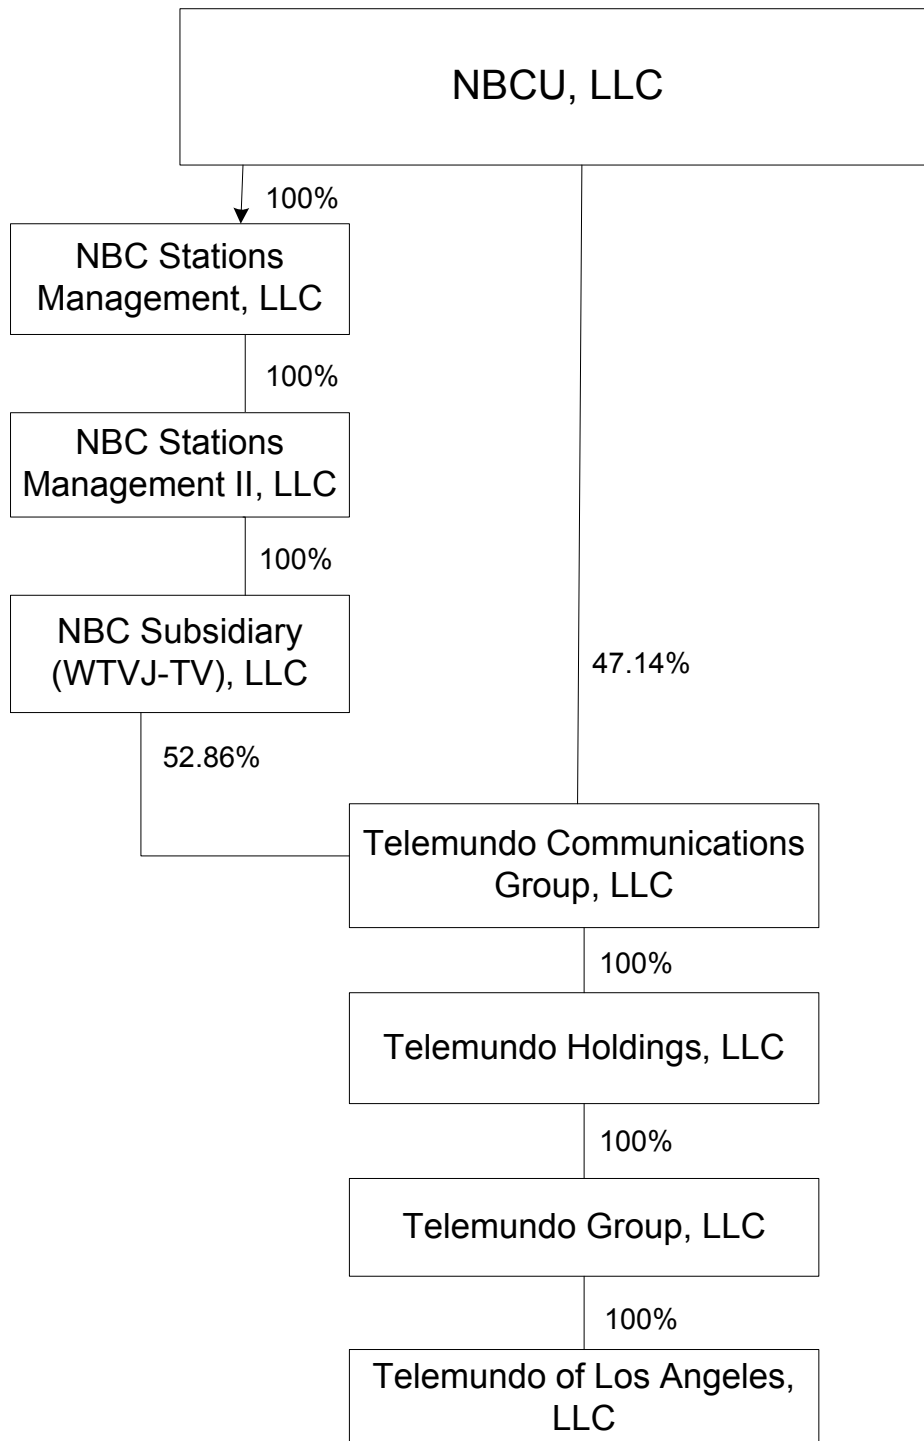 NBCU, LLC
100%
NBC Stations
Management, LLC
100%
NBC Stations
Management II, LLC
100%
NBC Subsidiary
(WTVJ-TV), LLC
47.14%
52.86%
Telemundo Communications
Group, LLC
100%
Telemundo Holdings, LLC
100%
Telemundo Group, LLC
100%
Telemundo of Los Angeles,
LLC